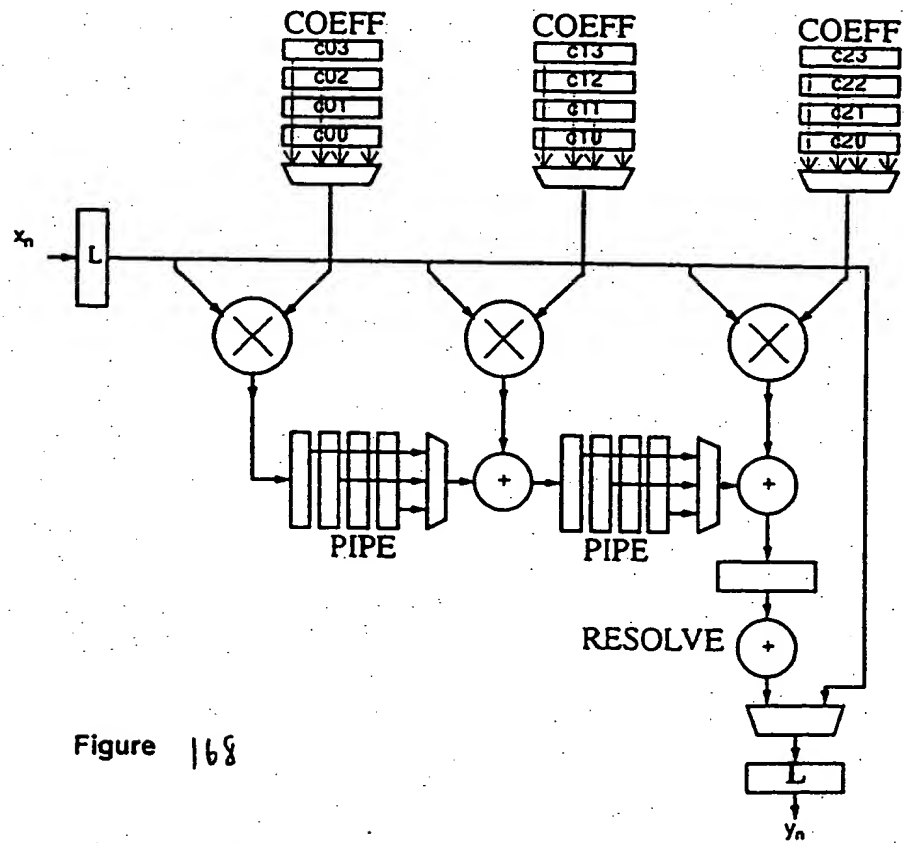 COEFF
c03
c02
c01
c00
COEFF
c13
c12
c11
c10
COEFF
c23
c22
c21
c20
xn
L
+
+
PIPE
PIPE
RESOLVE
+
L
yn
Figure 168